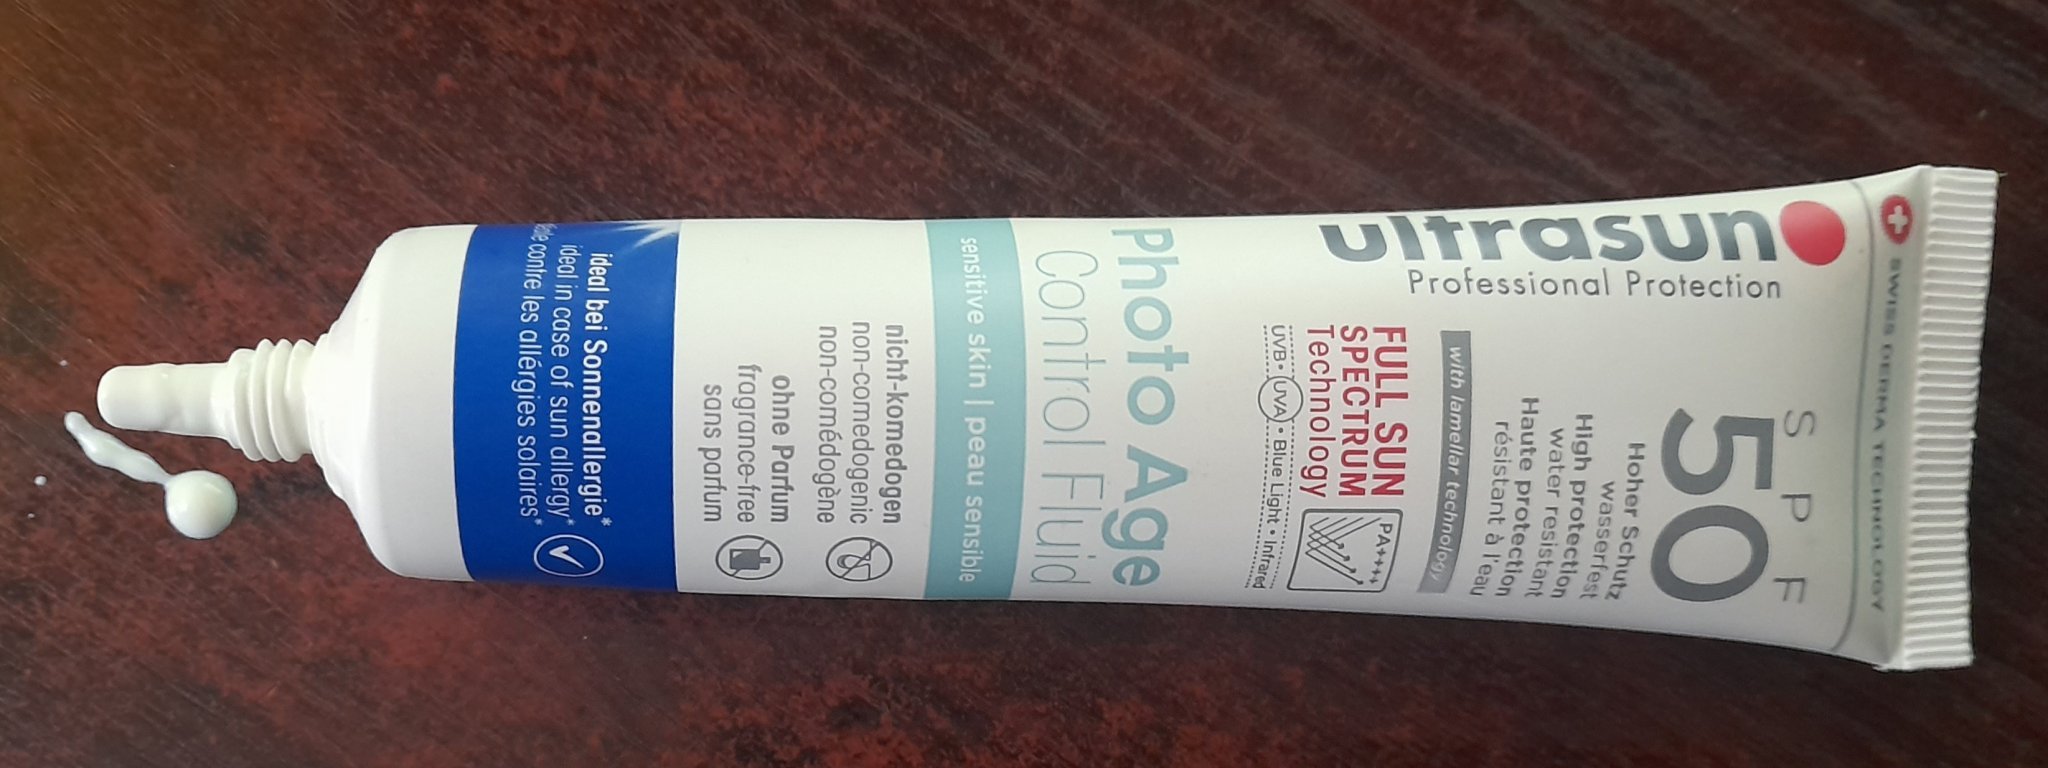 SWISS DERMA TECHNOLOGY
ultrasun
Professional Protection
SPF
50
Hoher Schutz
wasserfest
High protection
water resistant
Haute protection
résistant à l'eau
with lamellar technology
FULL SUN
SPECTRUM
Technology
PA++++
UVB • UVA • Blue Light • Infrared
Photo Age
Control Fluid
sensitive skin | peau sensible
nicht-komedogen
non-comedogenic
non-comédogène
ohne Parfum
fragrance-free
sans parfum
ideal bei Sonnenallergie*
ideal in case of sun allergy*
contre les allérgies solaires*